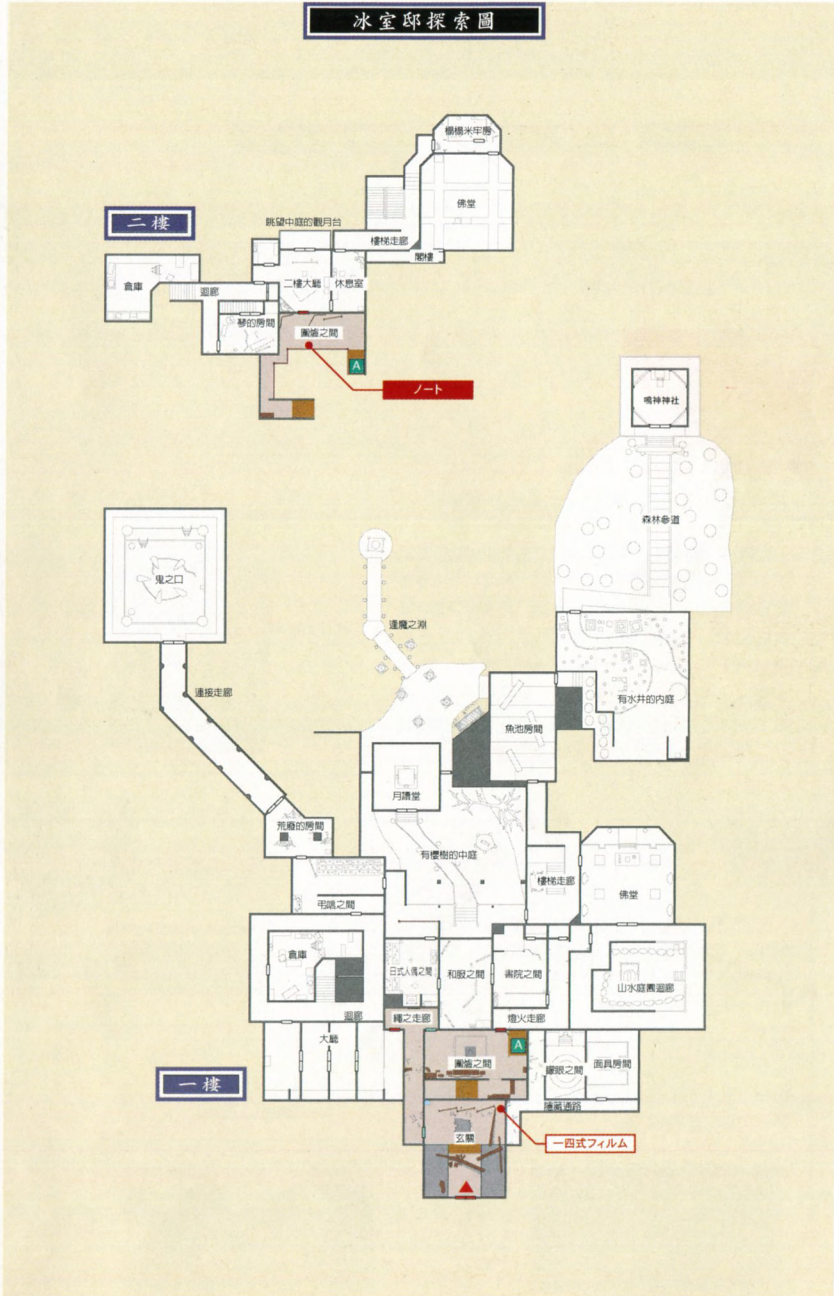 冰室邸探索圖
榻榻米牢房
佛堂
二樓
眺望中庭的觀月台
樓梯走廊
閣樓
倉庫
迴廊
二樓大廳
休息室
琴的房間
圍爐之間
A
ノート
鳴神神社
森林參道
鬼之口
逢魔之淵
連接走廊
有水井的內庭
魚池房間
月讀堂
荒廢的房間
有櫻樹的中庭
樓梯走廊
佛堂
弔唁之間
倉庫
日式人偶之間
和服之間
書院之間
山水庭園迴廊
迴廊
繩之走廊
燈火走廊
大廳
A
圍爐之間
面具房間
一樓
隱藏通路
玄關
一四式フィルム